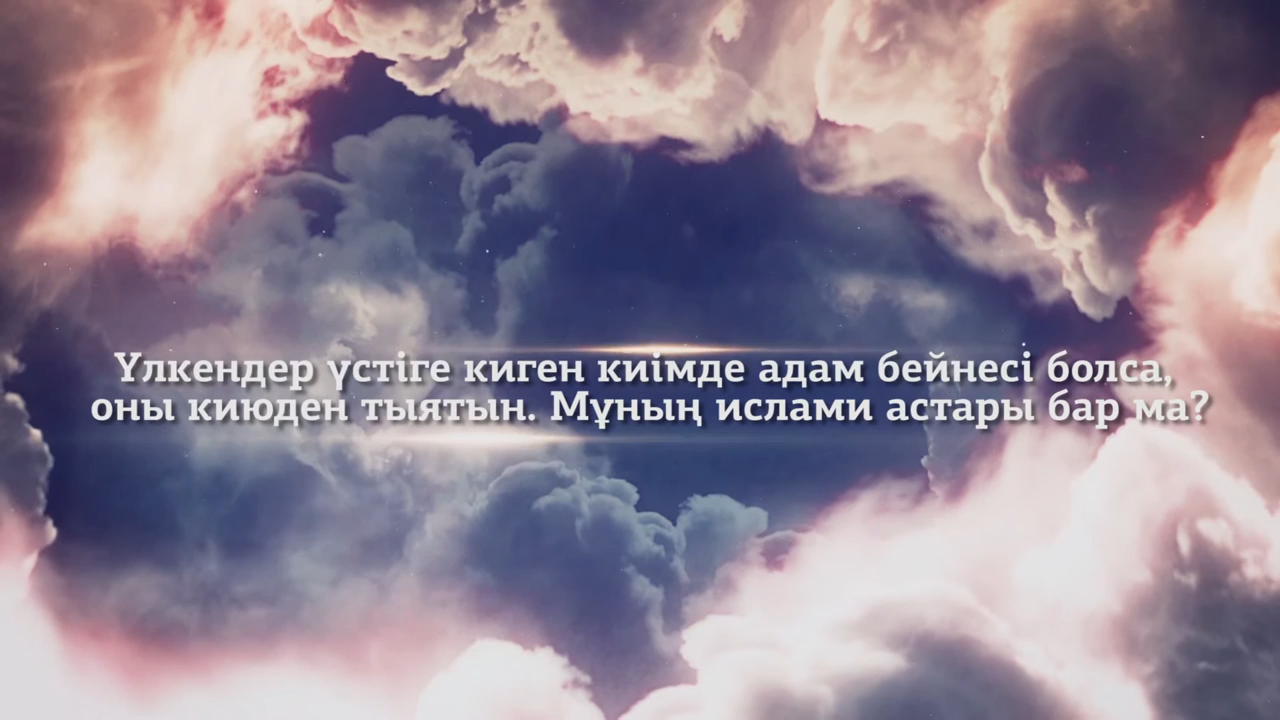 Үлкендер үстіге киген киімде адам бейнесі болса,
оны киюден тыятын. Мұның ислами астары бар ма?